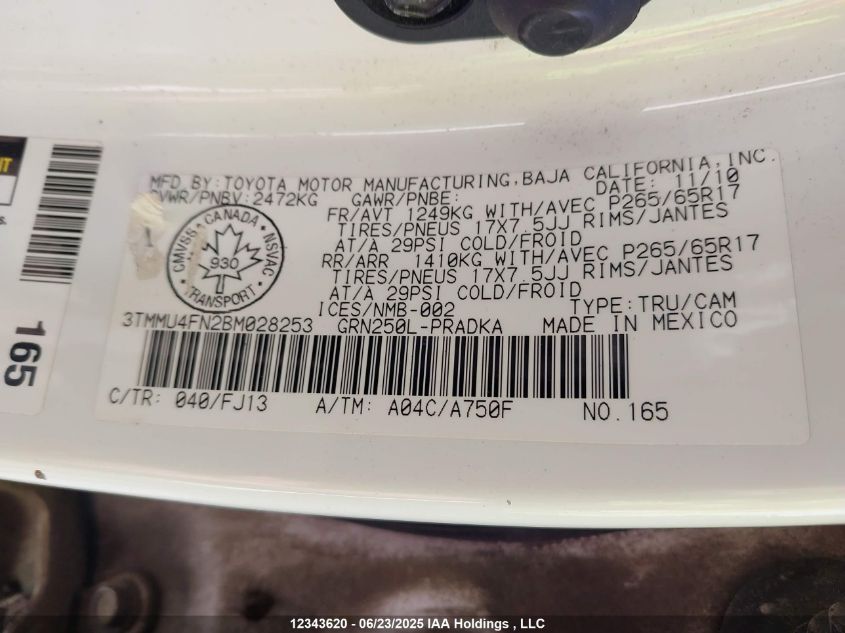 MFD.BY:TOYOTA MOTOR MANUFACTURING,BAJA CALIFORNIA,INC.
GVWR/PNBV:2472KG GAWR/PNBE: DATE: 11/10
FR/AVT 1249KG WITH/AVEC P265/65R17
TIRES/PNEUS 17X7.5JJ RIMS/JANTES
AT/A 29PSI COLD/FROID
RR/ARR 1410KG WITH/AVEC P265/65R17
TIRES/PNEUS 17X7.5JJ RIMS/JANTES
AT/A 29PSI COLD/FROID
CANADA
CMVSS
NSVAC
930
TRANSPORT
ICES/NMB-002 TYPE:TRU/CAM
3TMMU4FN2BM028253 GRN250L-PRADKA MADE IN MEXICO
C/TR: 040/FJ13 A/TM: A04C/A750F NO.165
165
12343620 - 06/23/2025 IAA Holdings , LLC